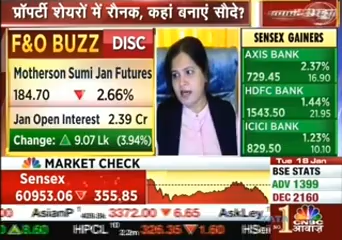 प्रॉपर्टी शेयरों में रौनक, कहां बनाएं सौदे?
F&O BUZZ DISC
Motherson Sumi Jan Futures
184.70 ▼ 2.66%
Jan Open Interest 2.39 Cr
Change: ▲ 9.07 Lk (3.94%)
SENSEX GAINERS
AXIS BANK
2.37%
729.45 16.90
HDFC BANK
1.44%
1543.50 21.95
ICICI BANK
1.23%
829.50 10.10
MARKET CHECK
Sensex
60953.06 ▼ 355.85
Tue 18 Jan
BSE STATS
ADV 1399
DEC 2160
AsianP 3372.00 ▼ 6.65 AskLey
HPCL 326.35 ▼ 1.60 HUL
CNBC
आवाज़